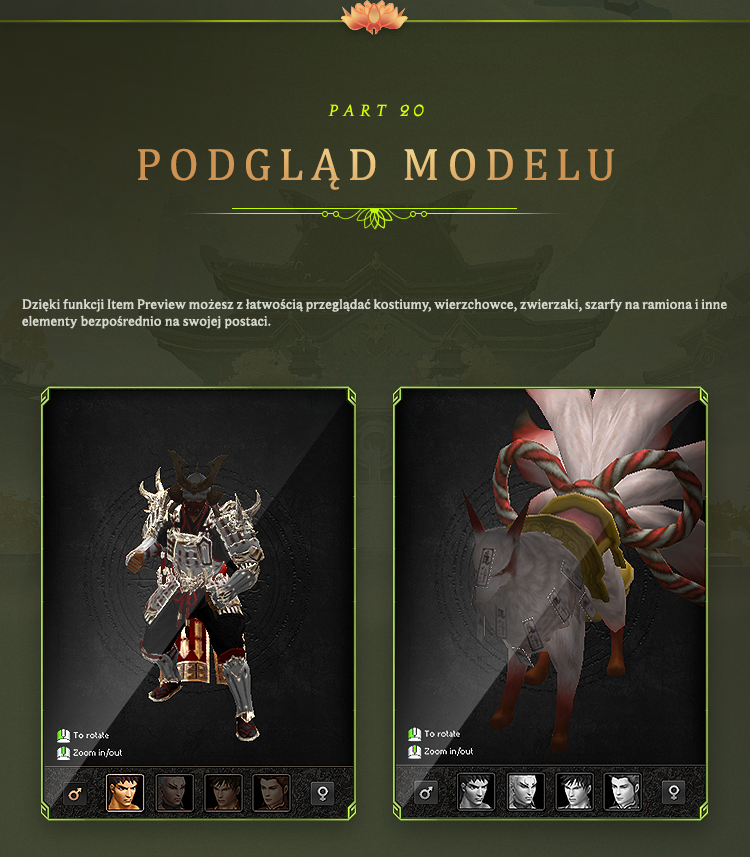 PART 20
PODGLĄD MODELU
Dzięki funkcji Item Preview możesz z łatwością przeglądać kostiumy, wierzchowce, zwierzaki, szarfy na ramiona i inne
elementy bezpośrednio na swojej postaci.
To rotate
Zoom in/out
To rotate
Zoom in/out